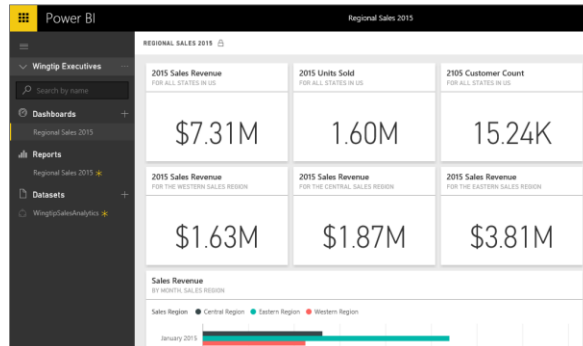 Power BI
Regional Sales 2015
Wingtip Executives
Search by name
Dashboards
Regional Sales 2015
Reports
Regional Sales 2015
Datasets
WingtipSalesAnalytics
REGIONAL SALES 2015
2015 Sales Revenue
FOR ALL STATES IN US
$7.31M
2015 Units Sold
FOR ALL STATES IN US
1.60M
2105 Customer Count
FOR ALL STATES IN US
15.24K
2015 Sales Revenue
FOR THE WESTERN SALES REGION
$1.63M
2015 Sales Revenue
FOR THE CENTRAL SALES REGION
$1.87M
2015 Sales Revenue
FOR THE EASTERN SALES REGION
$3.81M
Sales Revenue
BY MONTH, SALES REGION
Sales Region Central Region Eastern Region Western Region
January 2015